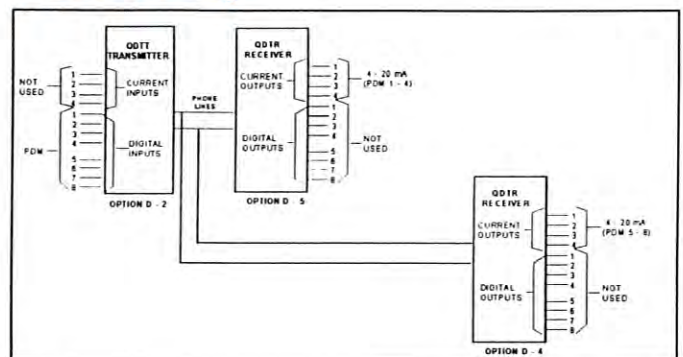 QDTT
TRANSMITTER
NOT
USED
1
2
3
4
CURRENT
INPUTS
PDM
1
2
3
4
5
6
7
8
DIGITAL
INPUTS
OPTION D - 2
PHONE
LINES
QDTR
RECEIVER
CURRENT
OUTPUTS
1
2
3
4
4 - 20 mA
(PDM 1 - 4)
DIGITAL
OUTPUTS
1
2
3
4
5
6
7
8
NOT
USED
OPTION D - 5
QDTR
RECEIVER
CURRENT
OUTPUTS
1
2
3
4
4 - 20 mA
(PDM 5 - 8)
DIGITAL
OUTPUTS
1
2
3
4
5
6
7
8
NOT
USED
OPTION D - 4